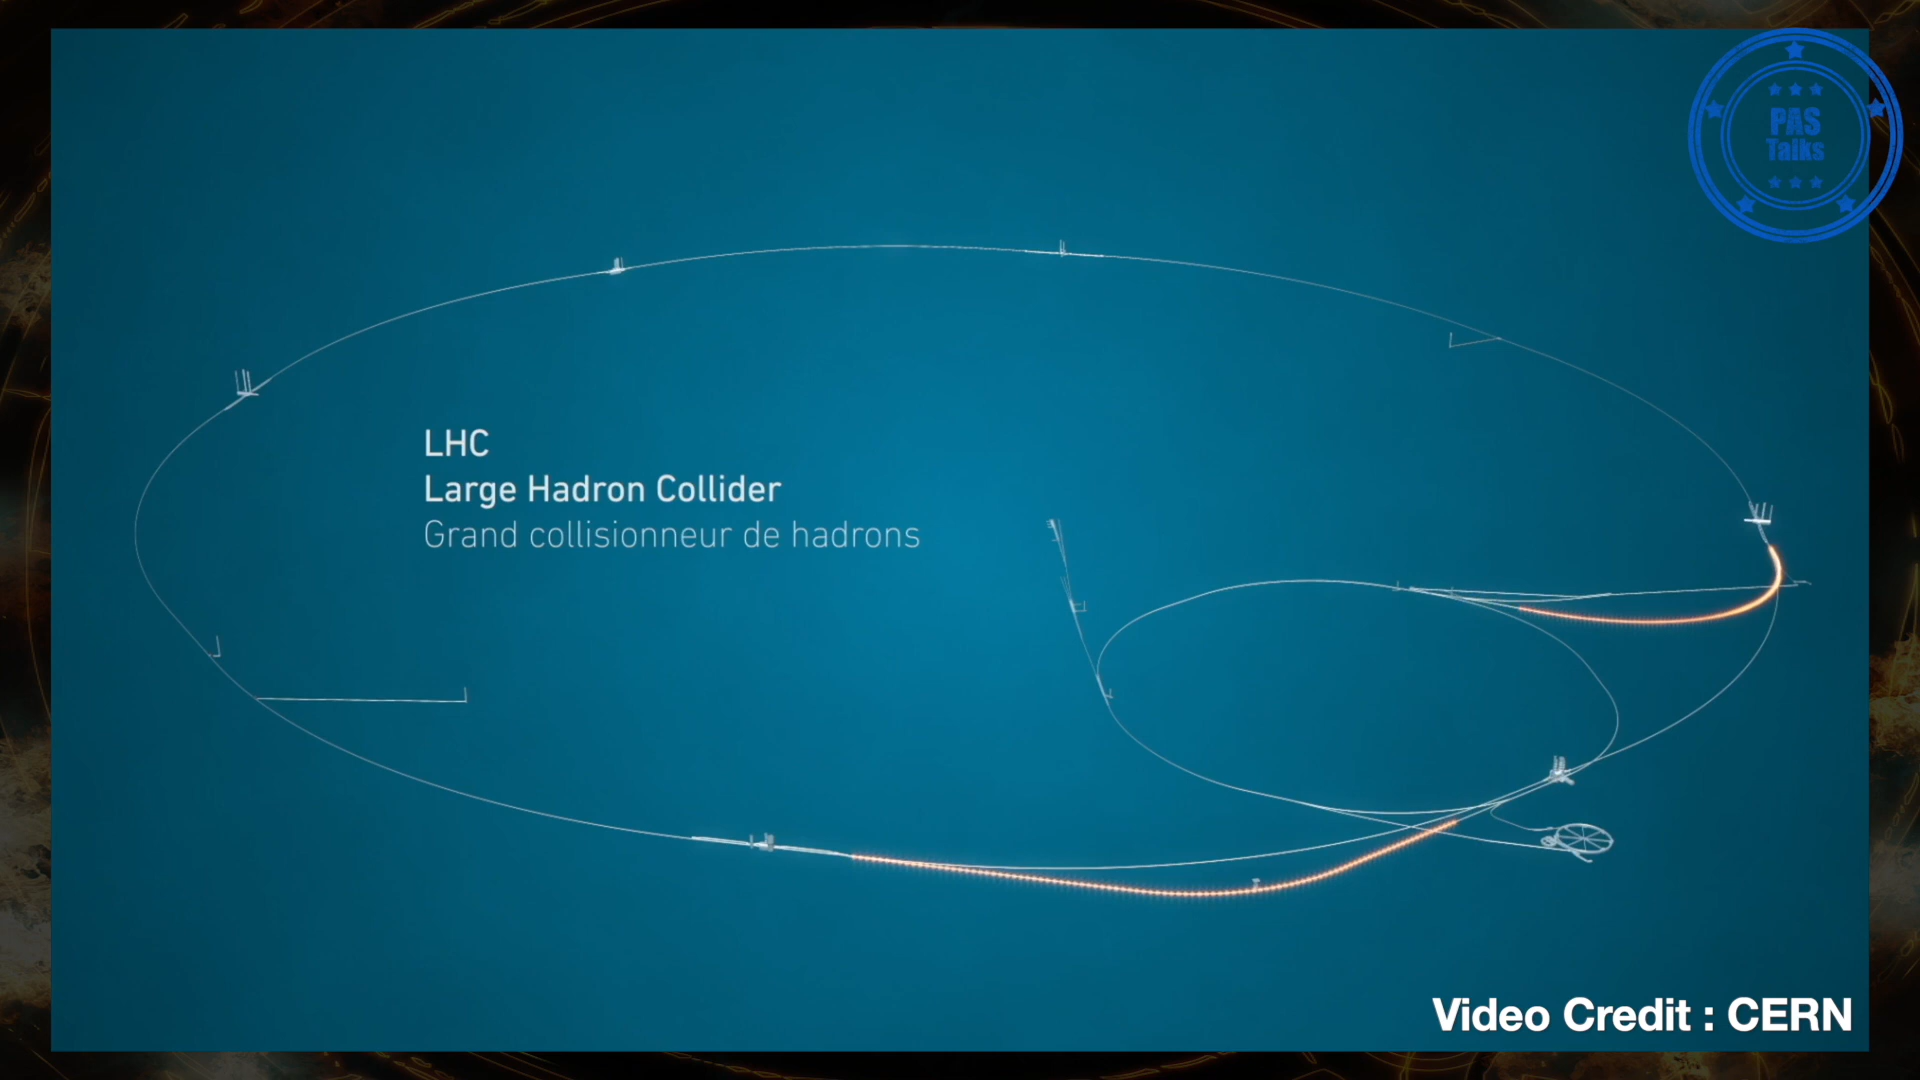 PAS
Talks
LHC
Large Hadron Collider
Grand collisionneur de hadrons
Video Credit : CERN